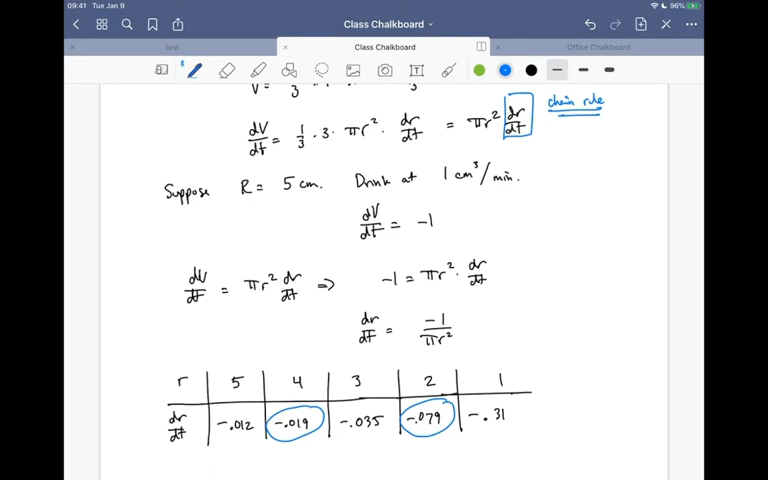 09:41 Tue Jan 9
96%
Class Chalkboard
test
Class Chalkboard
Office Chalkboard
dV/dt = 1/3 · 3 · πr² · dr/dt = πr² dr/dt
chain rule
Suppose R = 5 cm. Drink at 1 cm³/min.
dV/dt = -1
dV/dt = πr² dr/dt ⇒ -1 = πr² · dr/dt
dr/dt = -1/πr²
r 5 4 3 2 1
dr/dt -.012 -.019 -.035 -.079 -.31